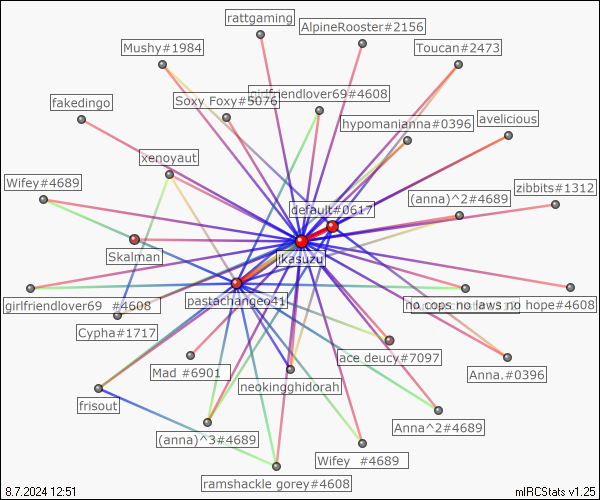 rattgaming
AlpineRooster#2156
Mushy#1984
Toucan#2473
girlfriendlover69#4608
Soxy Foxy#5076
fakedingo
hypomanianna#0396
avelicious
xenoyaut
Wifey#4689
(anna)^2#4689
zibbits#1312
default#0617
Skalman
jkasuzu
pastachangeo41
girlfriendlover69 #4608
no cops no laws no hope#4608
Cypha#1717
ace deucy#7097
Mad #6901
Anna.#0396
neokingghidorah
frisout
Anna^2#4689
(anna)^3#4689
Wifey #4689
ramshackle gorey#4608
8.7.2024 12:51
mIRCStats v1.25